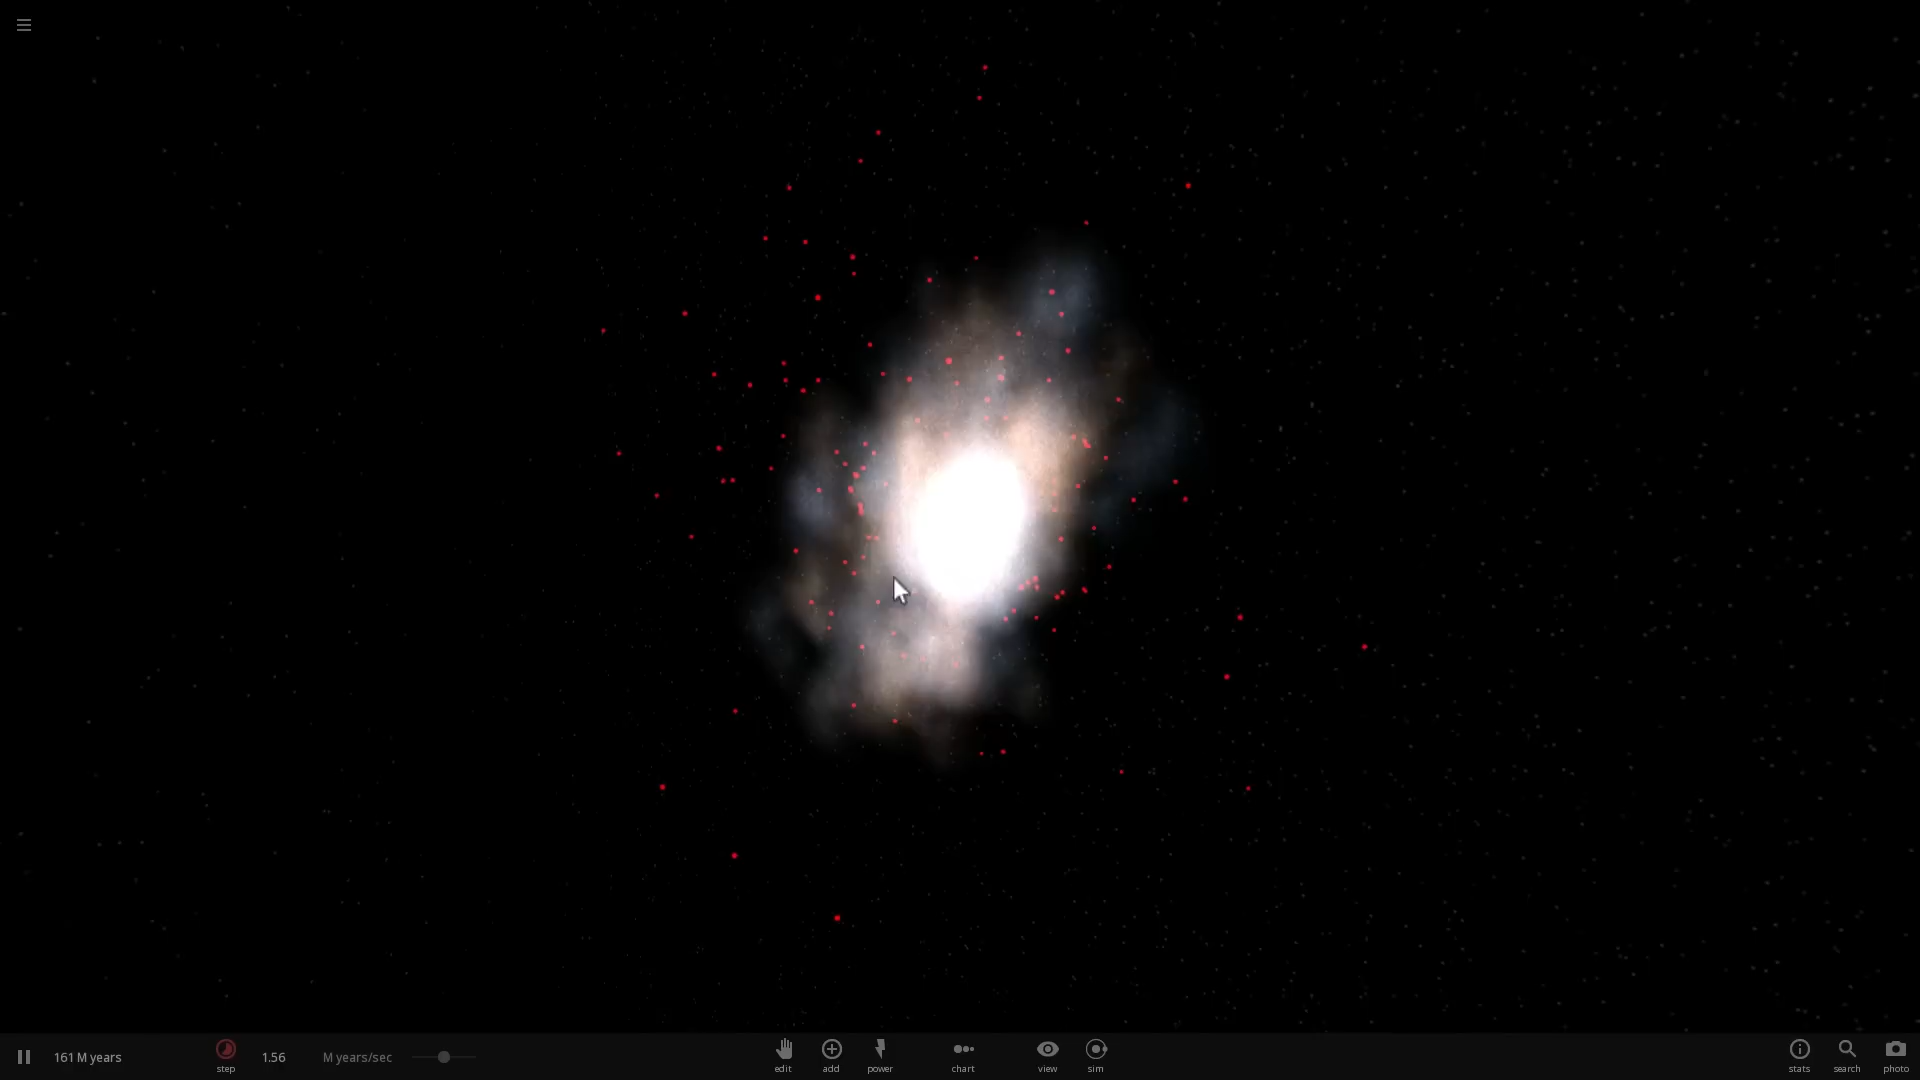 161 M years
step
1.56
M years/sec
edit
add
power
chart
view
sim
stats
search
photo